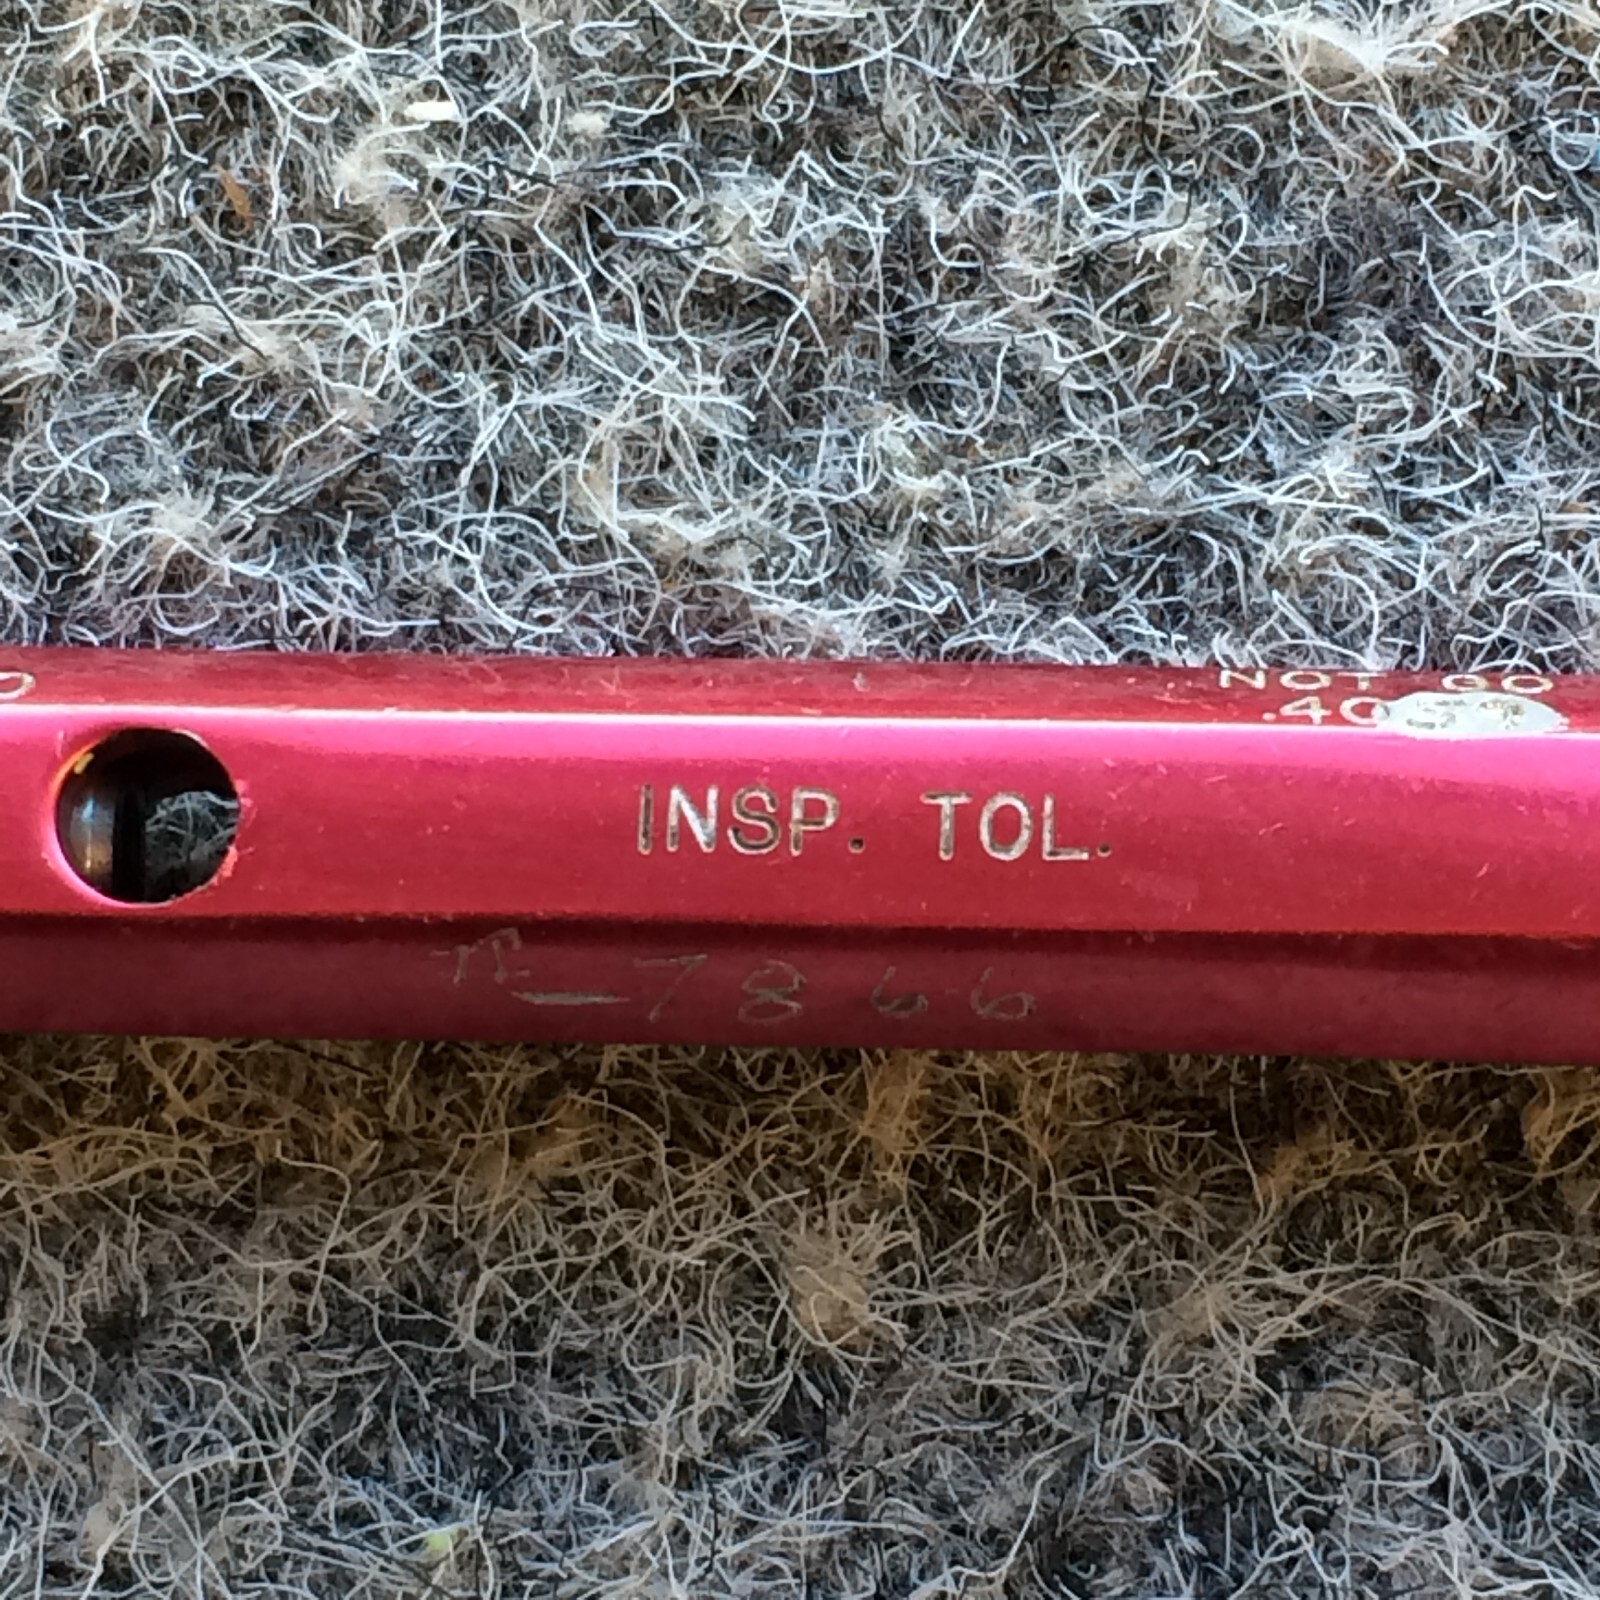 NOT GO
INSP. TOL.
7866